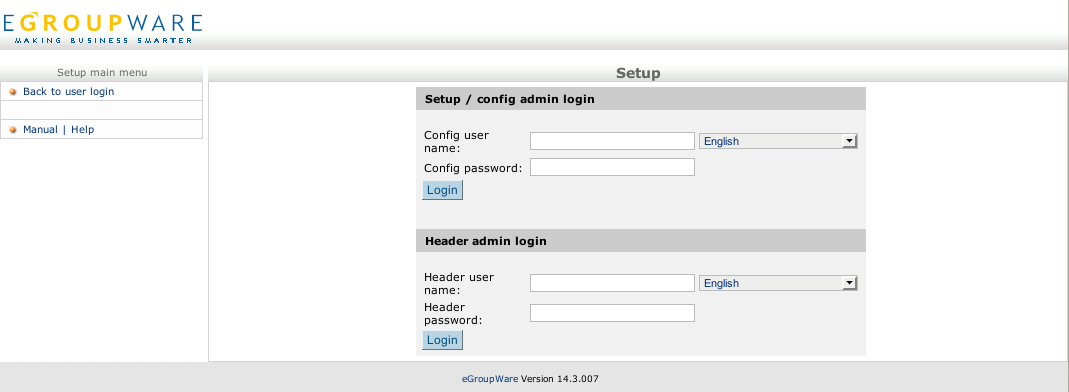 EGROUPWARE
MAKING BUSINESS SMARTER
Setup main menu
Back to user login
Manual | Help
Setup
Setup / config admin login
Config user
name:
English
Config password:
Login
Header admin login
Header user
name:
English
Header
password:
Login
eGroupWare Version 14.3.007